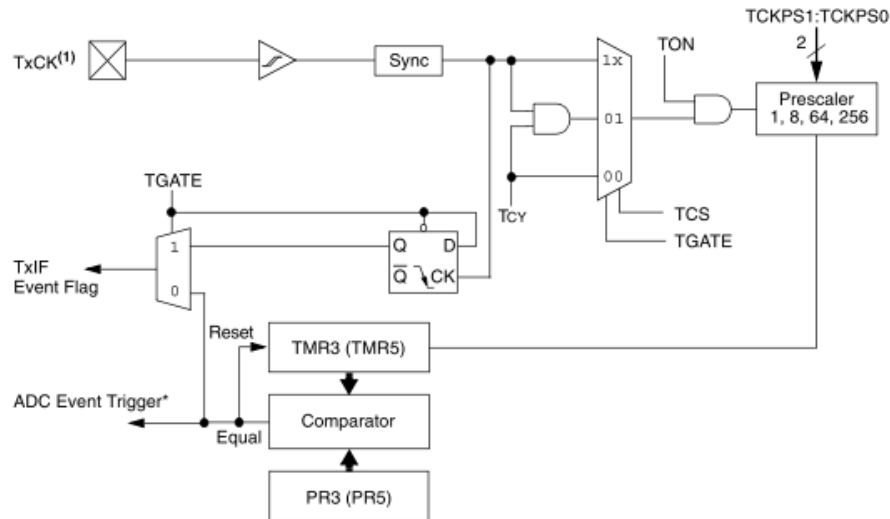 TCKPS1:TCKPS0
2
TxCK(1)
Sync
1x
01
00
TON
Prescaler
1, 8, 64, 256
TGATE
TCY
TCS
TGATE
1
0
Q
D
Q
CK
TxIF
Event Flag
Reset
TMR3 (TMR5)
ADC Event Trigger*
Equal
Comparator
PR3 (PR5)